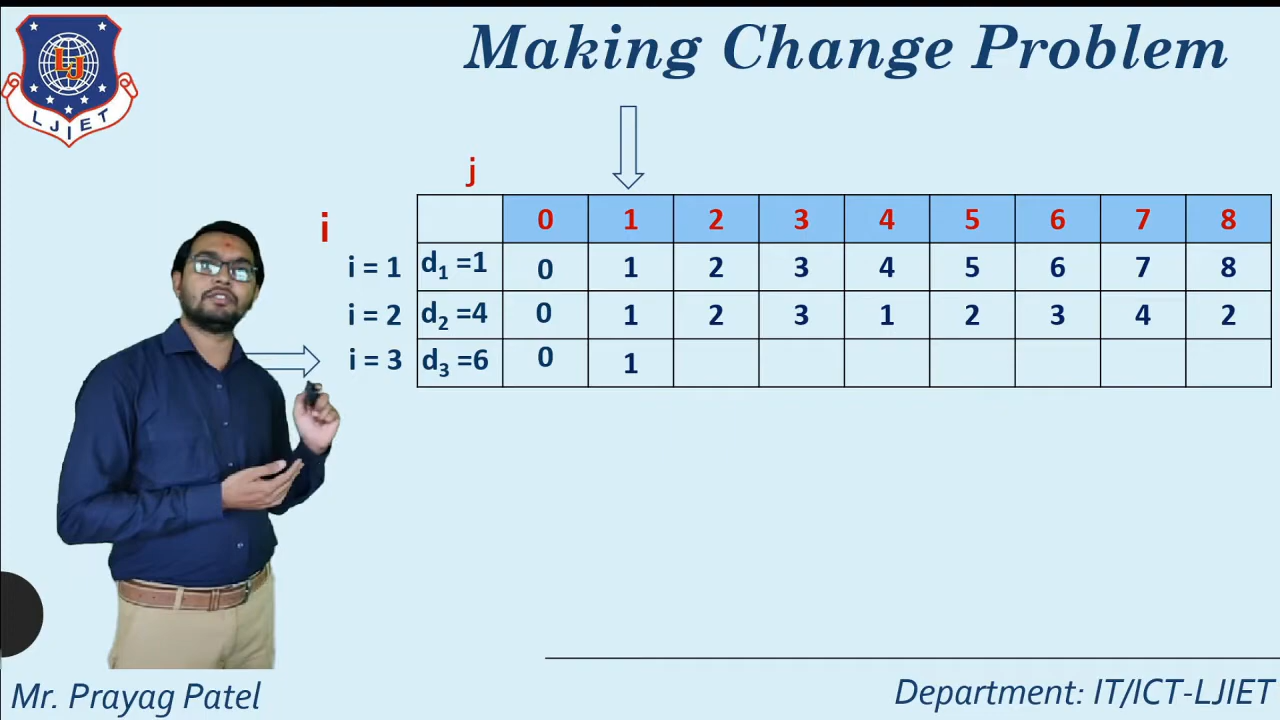 Making Change Problem
LJ
LJIET
j
i
0 1 2 3 4 5 6 7 8
i = 1 d₁ =1 0 1 2 3 4 5 6 7 8
i = 2 d₂ =4 0 1 2 3 1 2 3 4 2
i = 3 d₃ =6 0 1
Mr. Prayag Patel
Department: IT/ICT-LJIET